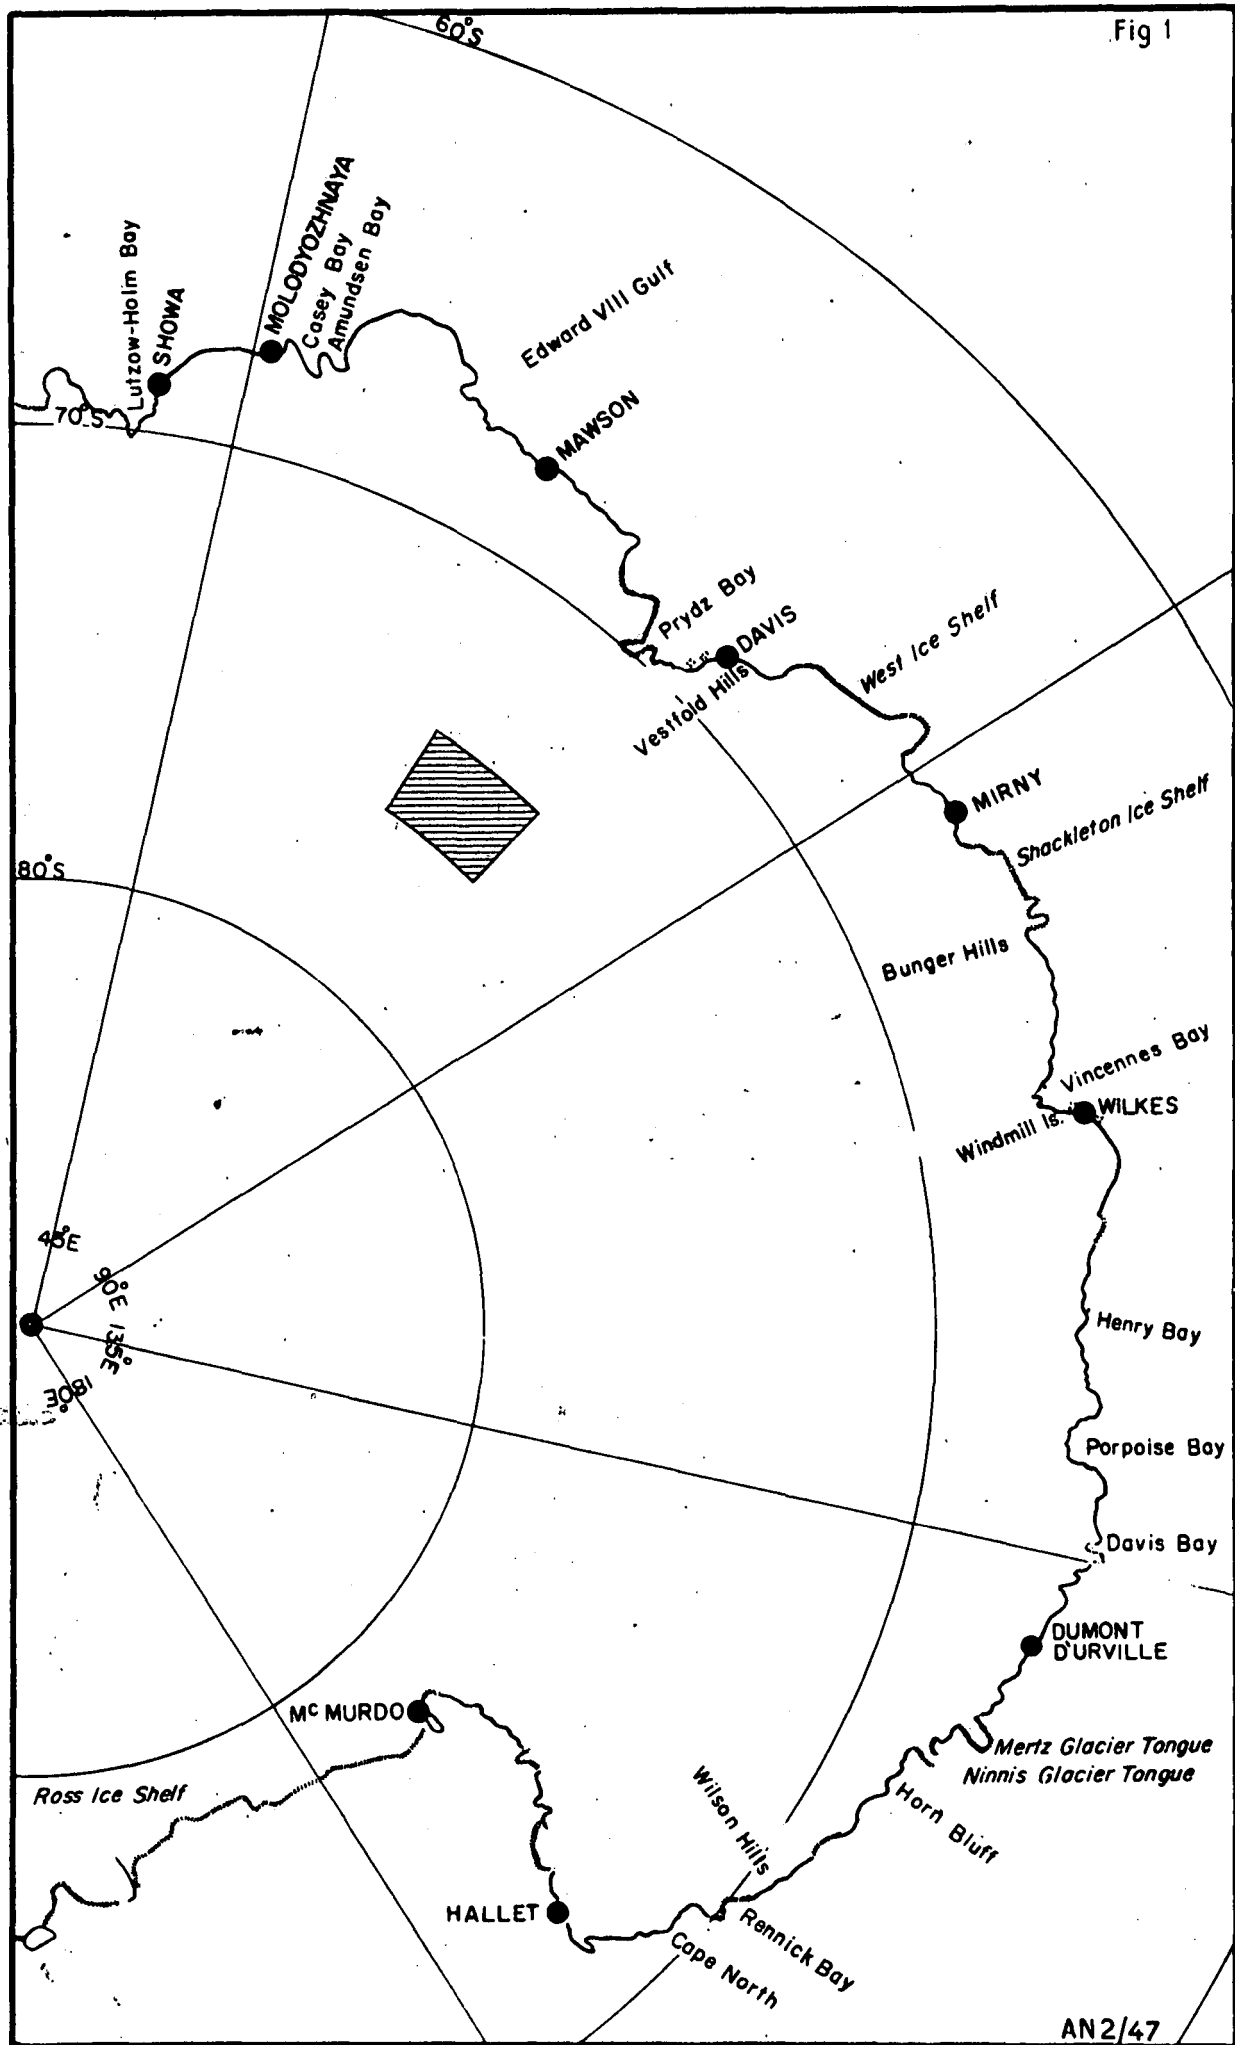 Fig 1
60°S
MOLODYOZHNAYA
Casey Bay
Amundsen Bay
Lutzow-Holm Bay
SHOWA
Edward VIII Gulf
70°S
MAWSON
Prydz Bay
DAVIS
Vestfold Hills
West Ice Shelf
MIRNY
Shackleton Ice Shelf
80°S
Bunger Hills
Vincennes Bay
WILKES
Windmill Is.
45°E
90°E
135°E
180°E
Henry Bay
Porpoise Bay
Davis Bay
DUMONT
D'URVILLE
Mc MURDO
Mertz Glacier Tongue
Ninnis Glacier Tongue
Ross Ice Shelf
Wilson Hills
Horn Bluff
HALLET
Rennick Bay
Cape North
AN2/47